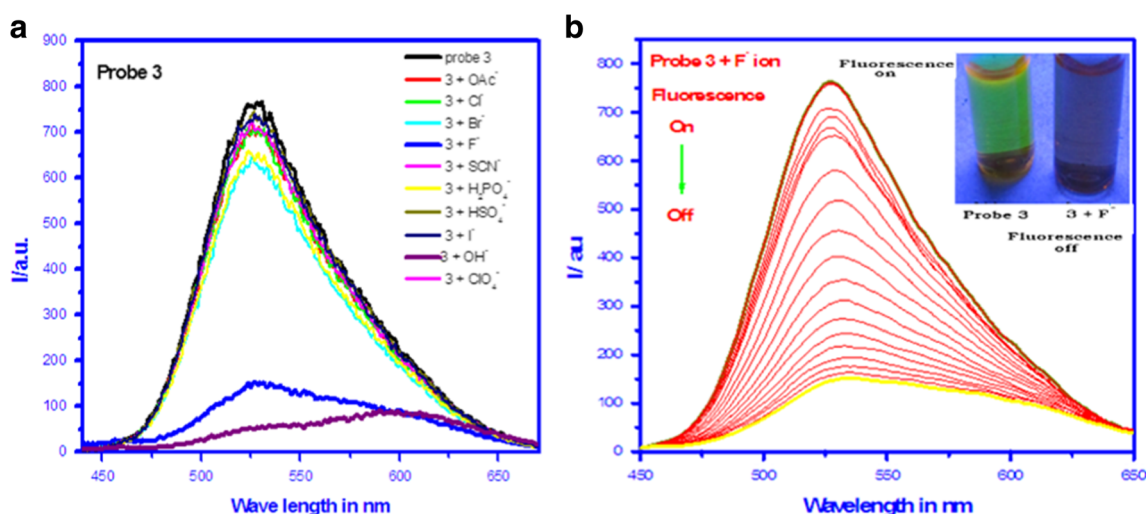 a
Probe 3
probe 3
3 + OAc⁻
3 + Cl⁻
3 + Br⁻
3 + F⁻
3 + SCN⁻
3 + H₂PO₄⁻
3 + HSO₄⁻
3 + I⁻
3 + OH⁻
3 + ClO₄⁻
I/a.u.
900
800
700
600
500
400
300
200
100
0
450 500 550 600 650
Wave length in nm
b
Probe 3 + F⁻ ion
Fluorescence
On
Off
Fluorescence
on
Probe 3 3 + F⁻
Fluorescence
off
I/ au
800
700
600
500
400
300
200
100
0
450 500 550 600 650
Wavelength in nm